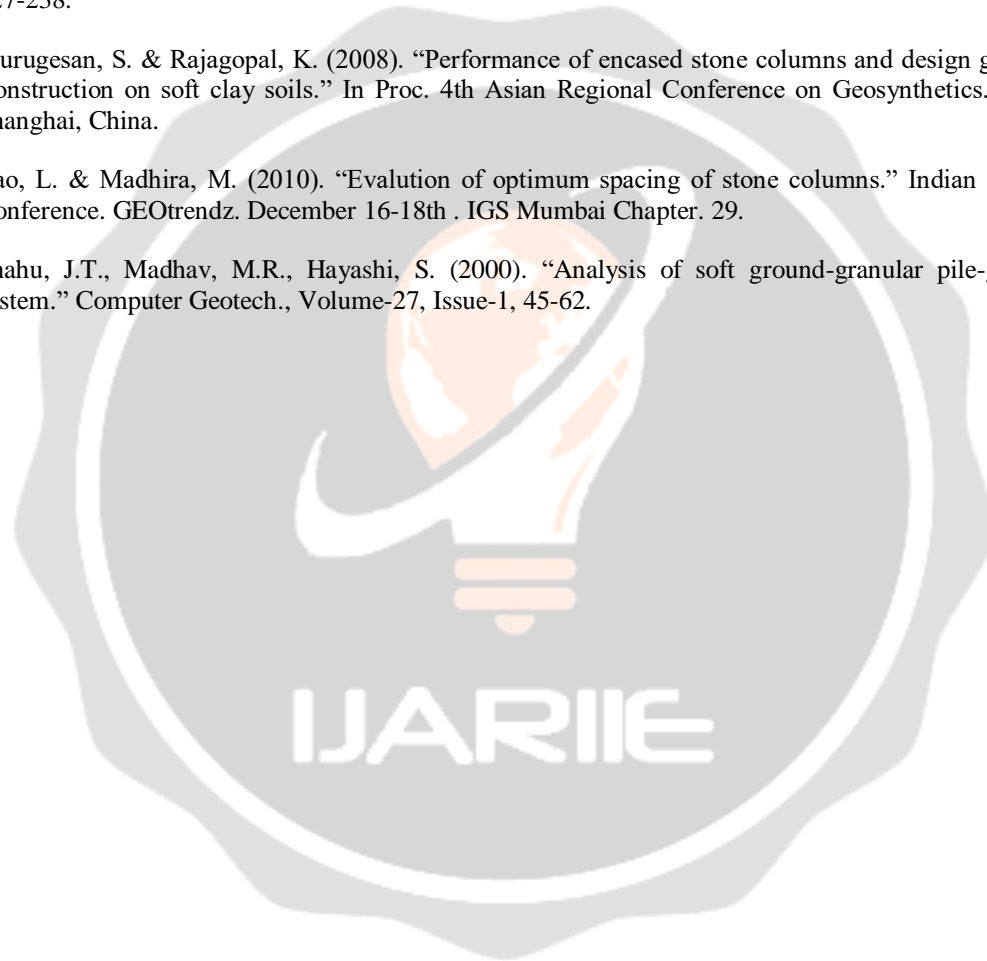 27-238.
urugesan, S. & Rajagopal, K. (2008). “Performance of encased stone columns and design g
onstruction on soft clay soils.” In Proc. 4th Asian Regional Conference on Geosynthetics.
hanghai, China.
ao, L. & Madhira, M. (2010). “Evalution of optimum spacing of stone columns.” Indian
onference. GEOtrendz. December 16-18th . IGS Mumbai Chapter. 29.
hahu, J.T., Madhav, M.R., Hayashi, S. (2000). “Analysis of soft ground-granular pile-g
stem.” Computer Geotech., Volume-27, Issue-1, 45-62.
IJARIIE